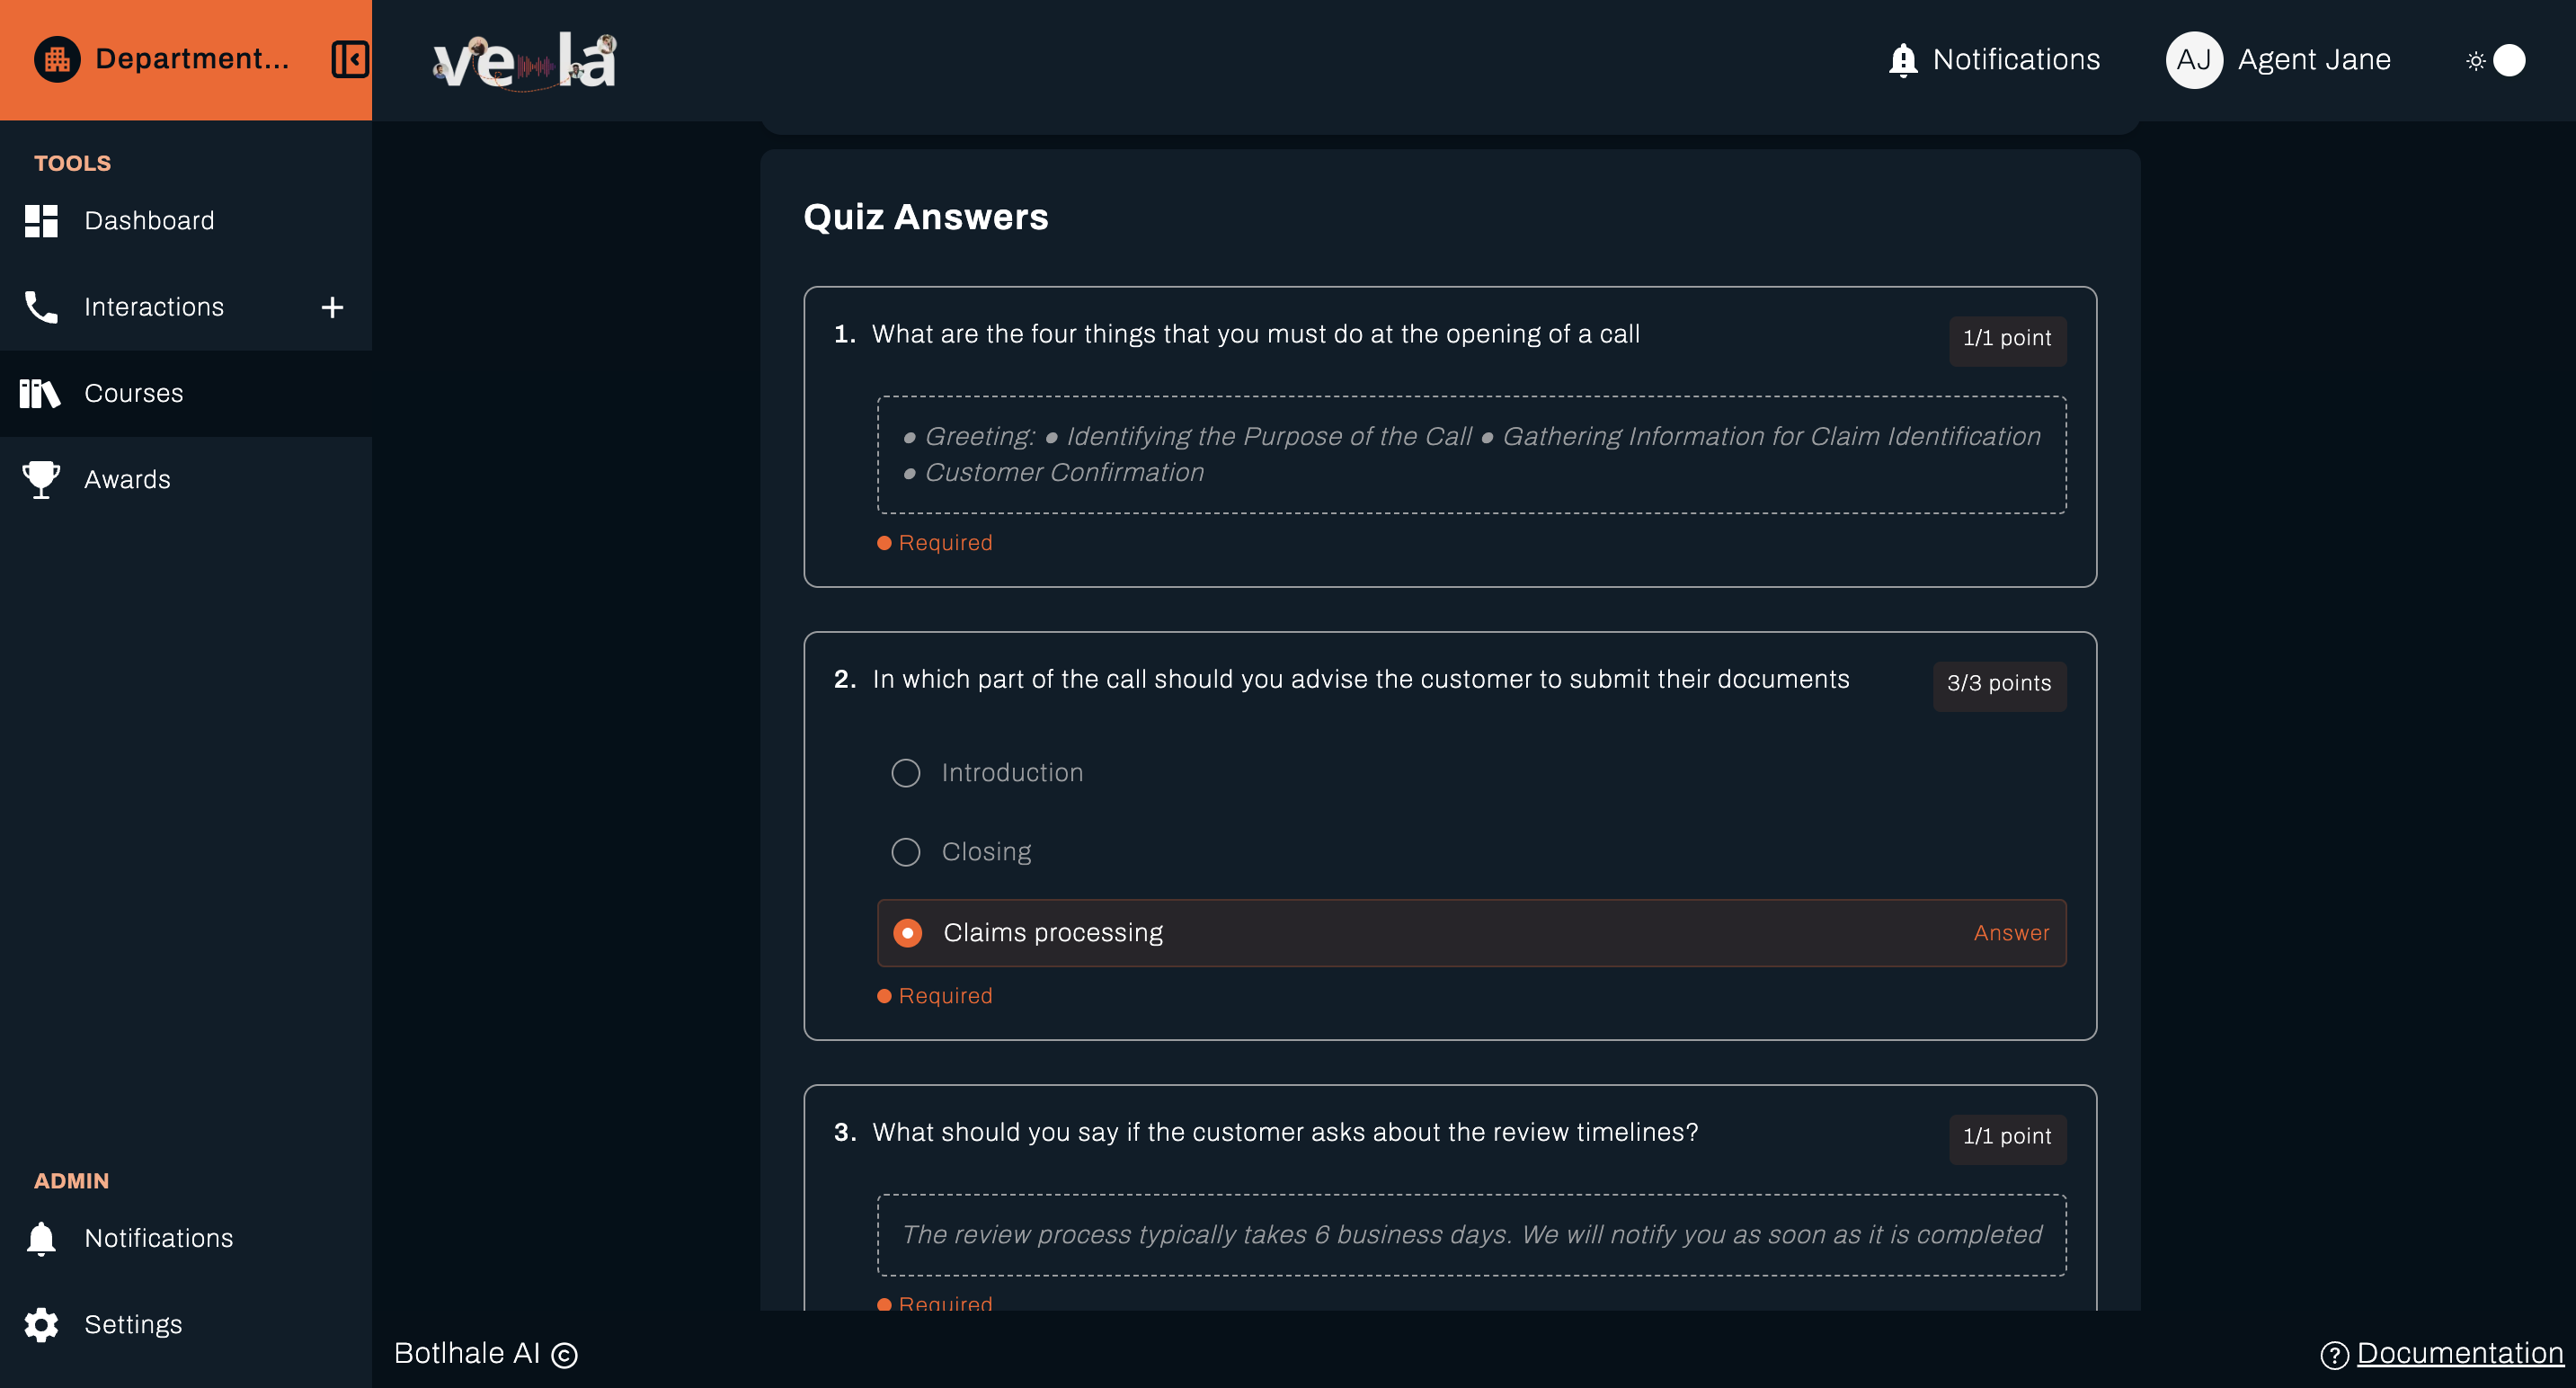 Department...
vela
Notifications
AJ Agent Jane
TOOLS
Dashboard
Interactions
Courses
Awards
ADMIN
Notifications
Settings
Quiz Answers
1. What are the four things that you must do at the opening of a call
1/1 point
● Greeting: ● Identifying the Purpose of the Call ● Gathering Information for Claim Identification
● Customer Confirmation
Required
2. In which part of the call should you advise the customer to submit their documents
3/3 points
Introduction
Closing
Claims processing
Answer
Required
3. What should you say if the customer asks about the review timelines?
1/1 point
The review process typically takes 6 business days. We will notify you as soon as it is completed
Required
Botlhale AI ©
Documentation